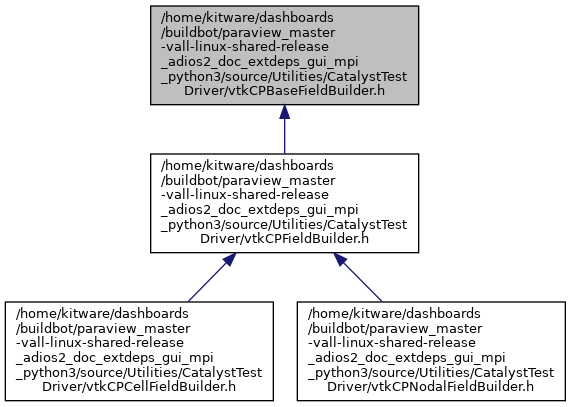 /home/kitware/dashboards
/buildbot/paraview_master
-vall-linux-shared-release
_adios2_doc_extdeps_gui_mpi
_python3/source/Utilities/CatalystTest
Driver/vtkCPBaseFieldBuilder.h
/home/kitware/dashboards
/buildbot/paraview_master
-vall-linux-shared-release
_adios2_doc_extdeps_gui_mpi
_python3/source/Utilities/CatalystTest
Driver/vtkCPFieldBuilder.h
/home/kitware/dashboards
/buildbot/paraview_master
-vall-linux-shared-release
_adios2_doc_extdeps_gui_mpi
_python3/source/Utilities/CatalystTest
Driver/vtkCPCellFieldBuilder.h
/home/kitware/dashboards
/buildbot/paraview_master
-vall-linux-shared-release
_adios2_doc_extdeps_gui_mpi
_python3/source/Utilities/CatalystTest
Driver/vtkCPNodalFieldBuilder.h